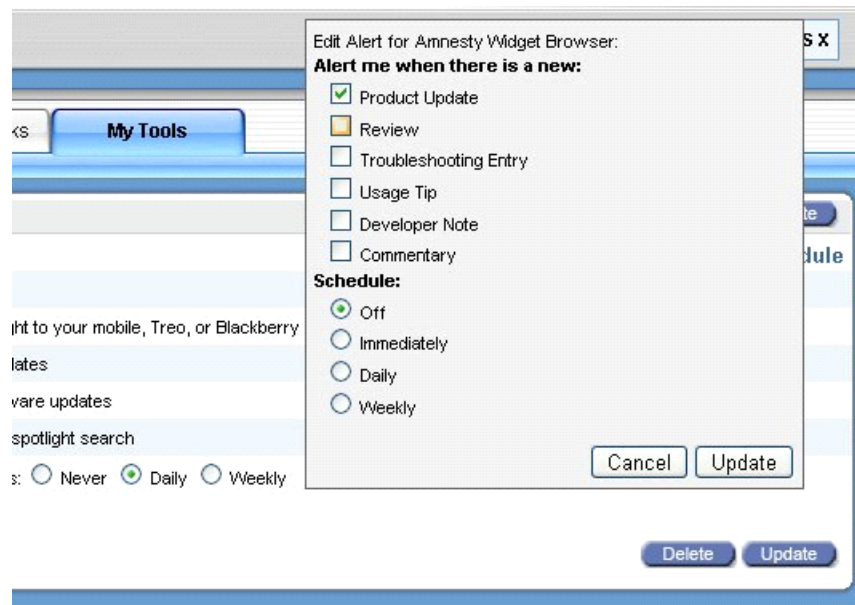 Edit Alert for Amnesty Widget Browser:
Alert me when there is a new:
Product Update
Review
Troubleshooting Entry
Usage Tip
Developer Note
Commentary
Schedule:
Off
Immediately
Daily
Weekly
Cancel Update
S X
ks My Tools
te
dule
ght to your mobile, Treo, or Blackberry
lates
ware updates
spotlight search
s: Never Daily Weekly
Delete Update